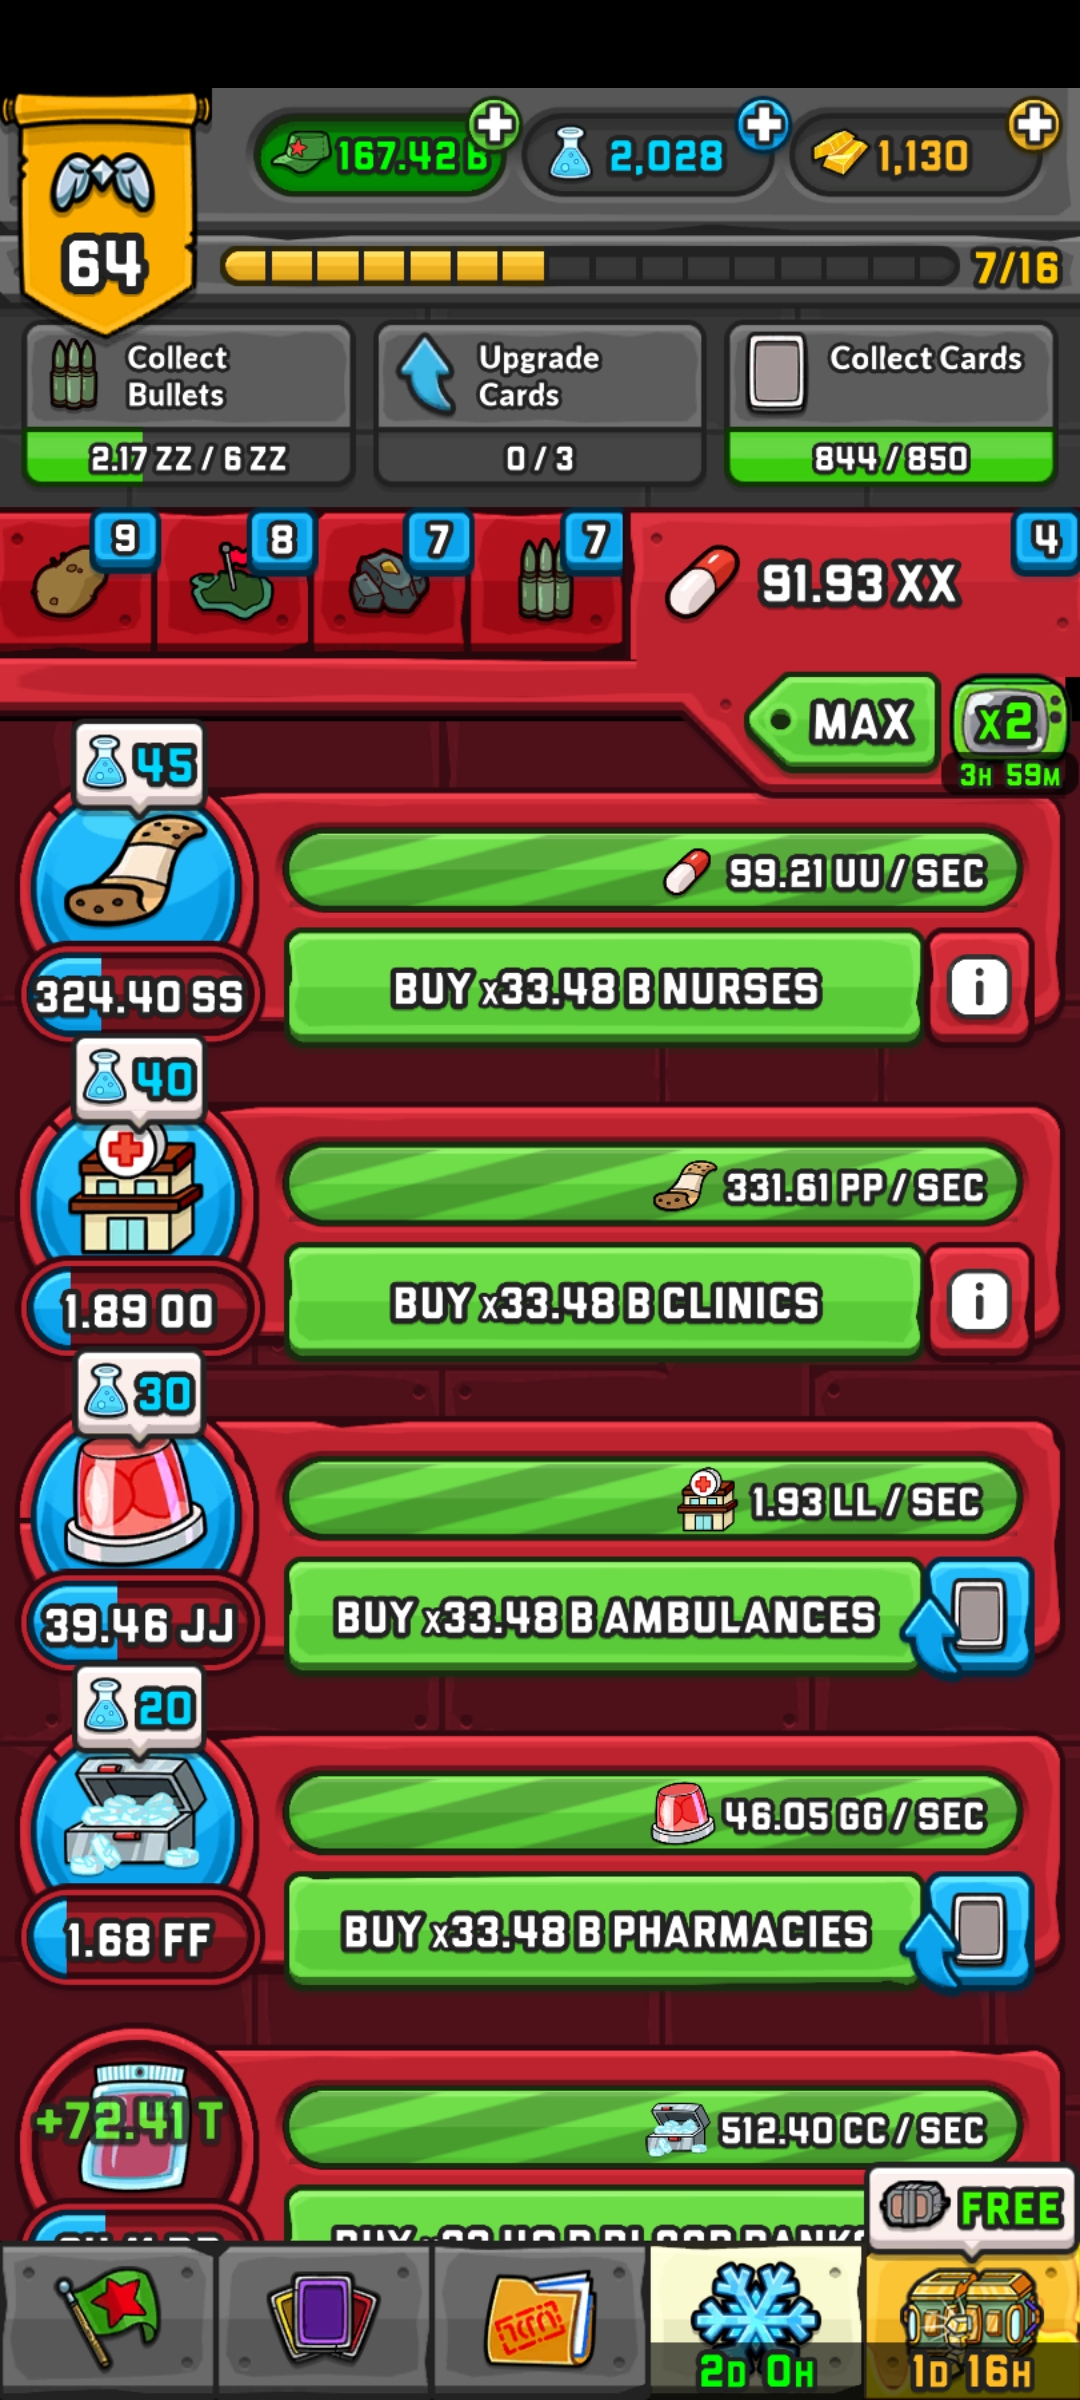 167.42 B
2,028
1,130
64
7/16
Collect
Bullets
Upgrade
Cards
Collect Cards
2.17 ZZ / 6 ZZ
0 / 3
844 / 850
9
8
7
7
4
91.93 XX
MAX
x2
3H 59M
45
99.21 UU / SEC
324.40 SS
BUY x33.48 B NURSES
i
40
331.61 PP / SEC
1.89 OO
BUY x33.48 B CLINICS
i
30
1.93 LL / SEC
39.46 JJ
BUY x33.48 B AMBULANCES
20
46.05 GG / SEC
1.68 FF
BUY x33.48 B PHARMACIES
+72.41 T
512.40 CC / SEC
FREE
BUY x33.48 B BLOOD BANKS
2D 0H
1D 16H